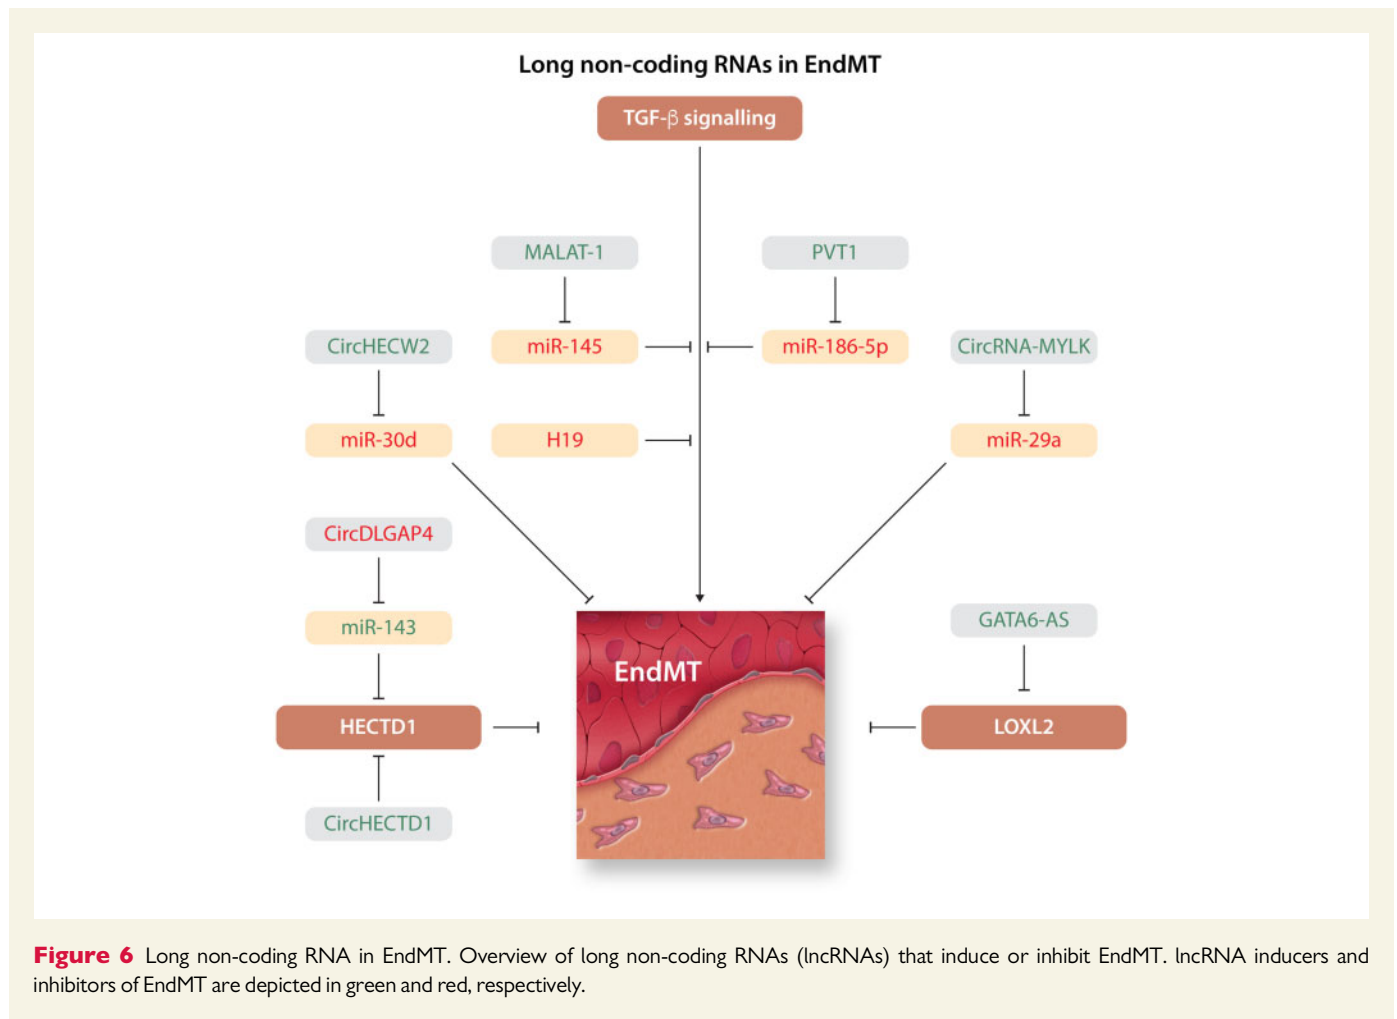 Long non-coding RNAs in EndMT
TGF-β signalling
MALAT-1
PVT1
CircHECW2
miR-145
miR-186-5p
CircRNA-MYLK
miR-30d
H19
miR-29a
CircDLGAP4
miR-143
GATA6-AS
EndMT
HECTD1
LOXL2
CircHECTD1
Figure 6 Long non-coding RNA in EndMT. Overview of long non-coding RNAs (lncRNAs) that induce or inhibit EndMT. lncRNA inducers and
inhibitors of EndMT are depicted in green and red, respectively.